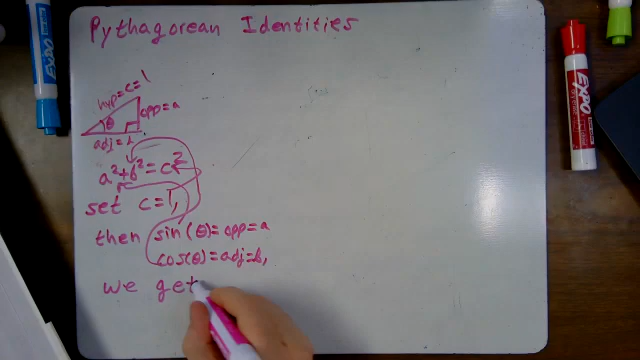 Pythagorean Identities
hyp=c=1
opp=a
θ
adj=b
a²+b²=c²
set c=1,
then sin(θ)=opp=a
cos(θ)=adj=b,
we get
EXPO
EXPO